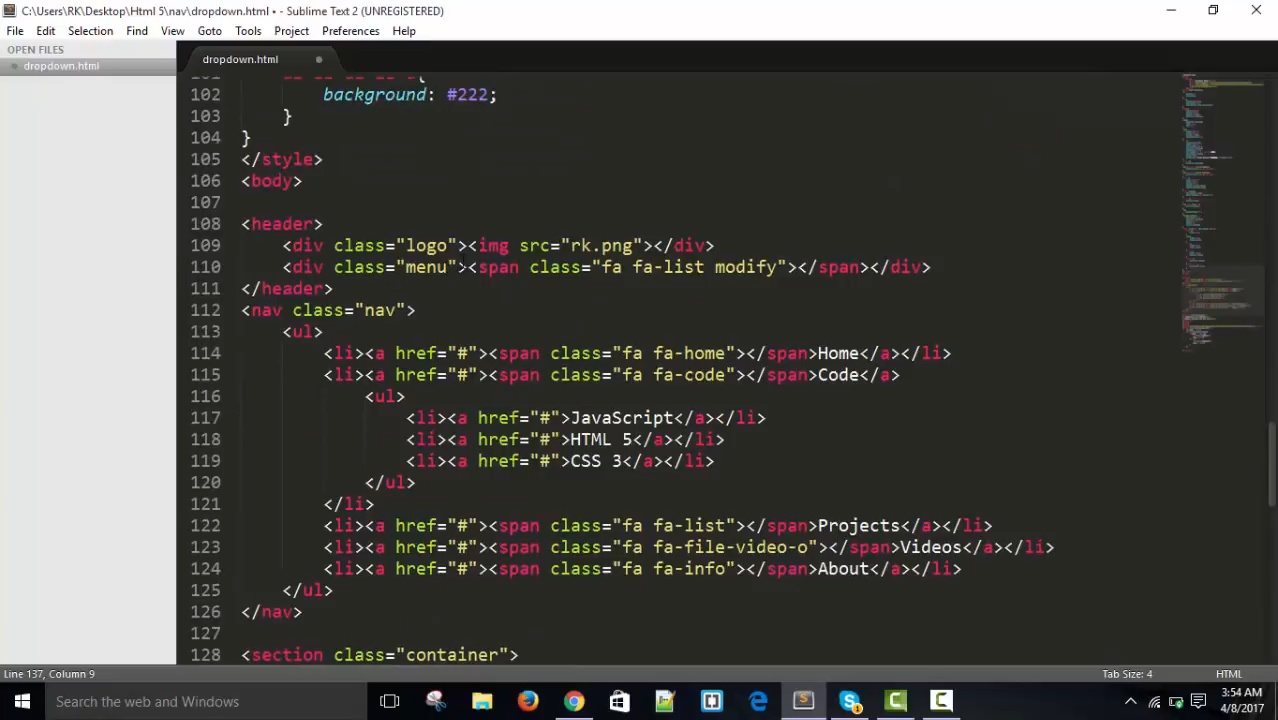 C:\Users\RK\Desktop\Html 5\nav\dropdown.html • - Sublime Text 2 (UNREGISTERED)
File Edit Selection Find View Goto Tools Project Preferences Help
OPEN FILES
dropdown.html
dropdown.html
102 background: #222;
103 }
104 }
105 </style>
106 <body>
107
108 <header>
109 <div class="logo"><img src="rk.png"></div>
110 <div class="menu"><span class="fa fa-list modify"></span></div>
111 </header>
112 <nav class="nav">
113 <ul>
114 <li><a href="#"><span class="fa fa-home"></span>Home</a></li>
115 <li><a href="#"><span class="fa fa-code"></span>Code</a>
116 <ul>
117 <li><a href="#">JavaScript</a></li>
118 <li><a href="#">HTML 5</a></li>
119 <li><a href="#">CSS 3</a></li>
120 </ul>
121 </li>
122 <li><a href="#"><span class="fa fa-list"></span>Projects</a></li>
123 <li><a href="#"><span class="fa fa-file-video-o"></span>Videos</a></li>
124 <li><a href="#"><span class="fa fa-info"></span>About</a></li>
125 </ul>
126 </nav>
127
128 <section class="container">
Line 137, Column 9 Tab Size: 4 HTML
Search the web and Windows
3:54 AM
4/8/2017